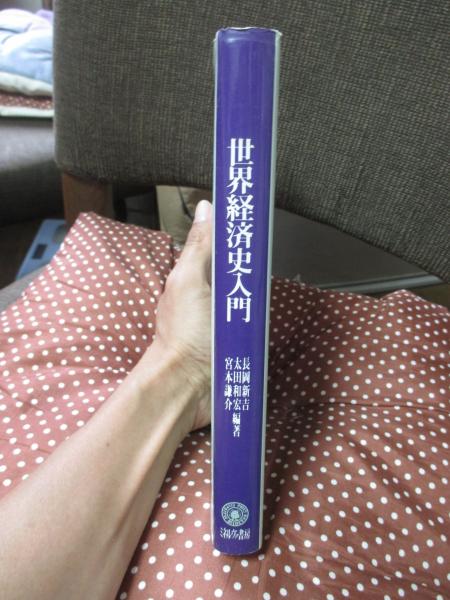 世界経済史入門
長岡新吉
太田和宏 編著
宮本謙介
ミネルヴァ書房